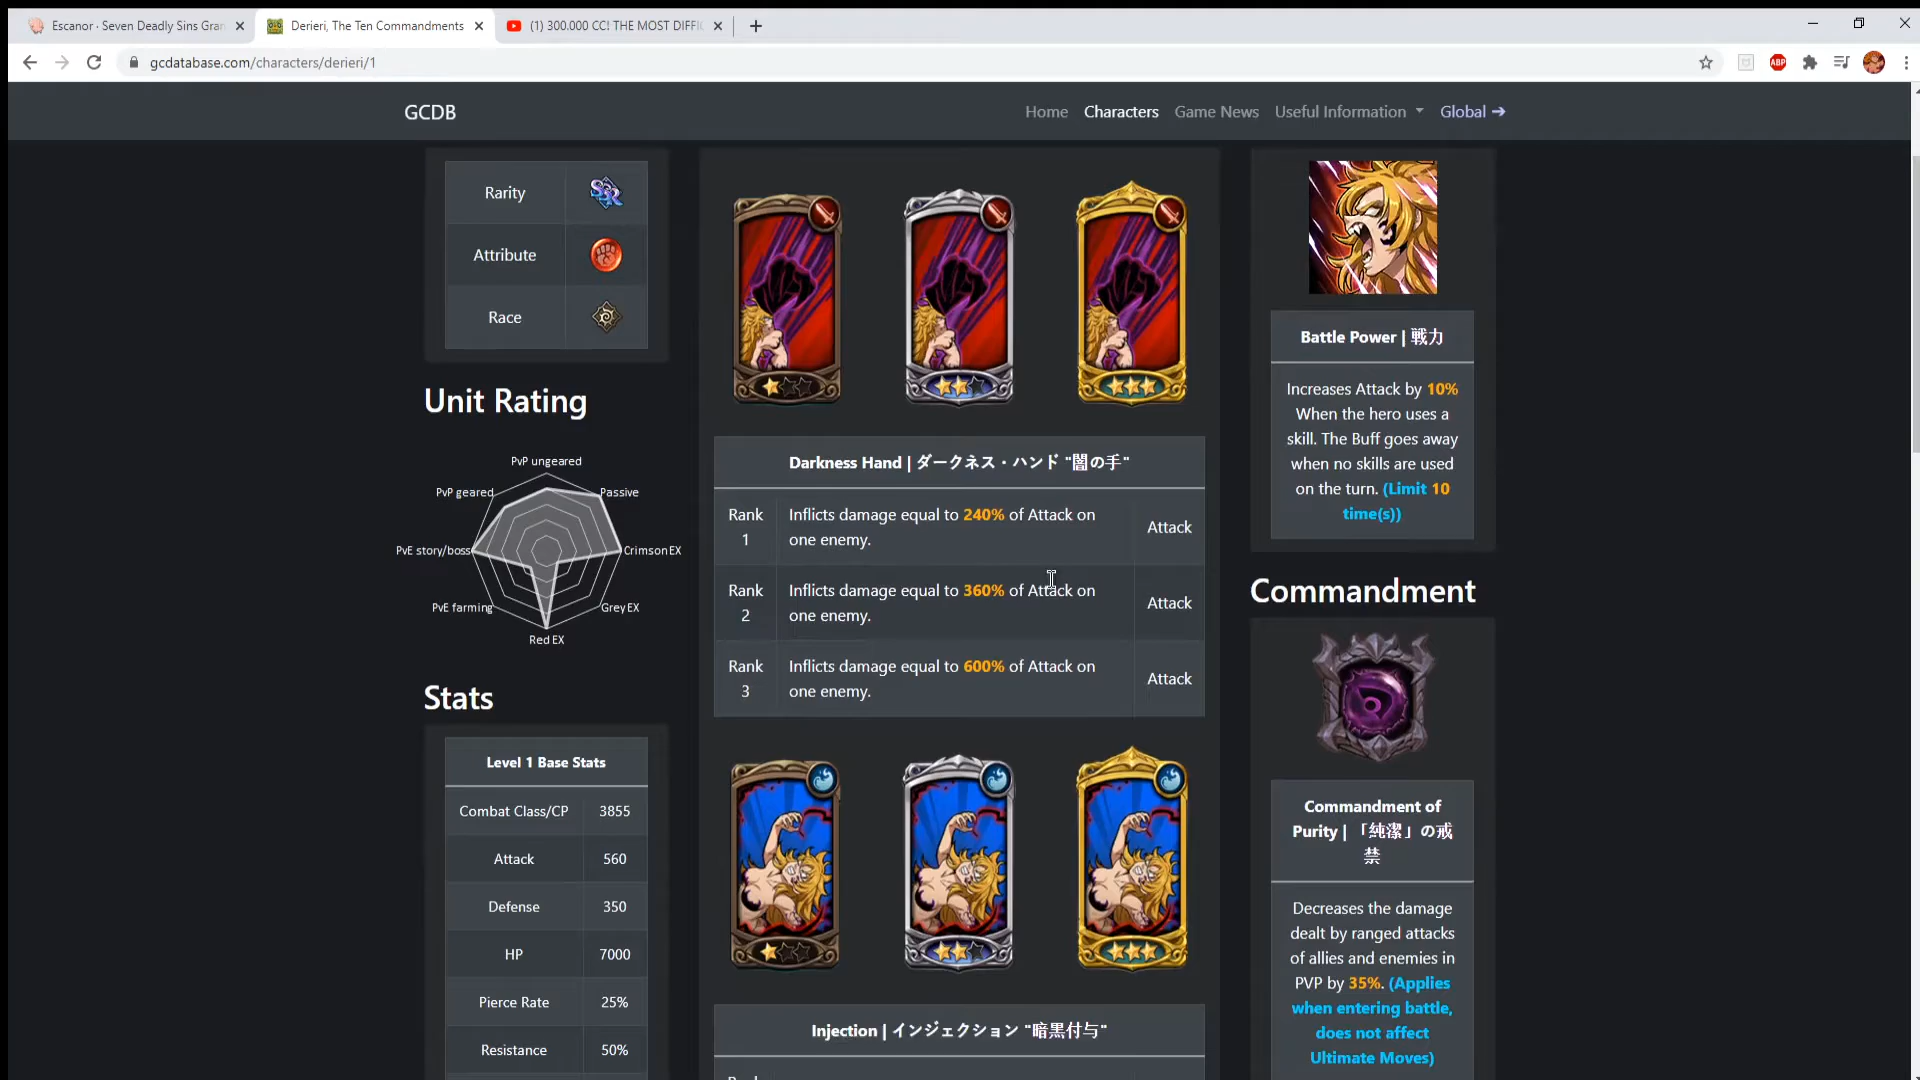 Escanor - Seven Deadly Sins Gran
Derieri, The Ten Commandments
(1) 300.000 CC! THE MOST DIFFI
gcdatabase.com/characters/derieri/1
ABP
GCDB
Home
Characters
Game News
Useful Information
Global
Rarity
SSR
Attribute
Race
Unit Rating
PvP ungeared
PvP geared
Passive
PvE story/boss
Crimson EX
PvE farming
Grey EX
Red EX
Stats
Level 1 Base Stats
Combat Class/CP 3855
Attack 560
Defense 350
HP 7000
Pierce Rate 25%
Resistance 50%
Darkness Hand | ダークネス・ハンド "闇の手"
Rank
1
Inflicts damage equal to 240% of Attack on
one enemy.
Attack
Rank
2
Inflicts damage equal to 360% of Attack on
one enemy.
Attack
Rank
3
Inflicts damage equal to 600% of Attack on
one enemy.
Attack
Injection | インジェクション "暗黒付与"
Rank
Battle Power | 戦力
Increases Attack by 10%
When the hero uses a
skill. The Buff goes away
when no skills are used
on the turn. (Limit 10
time(s))
Commandment
Commandment of
Purity | 「純潔」の戒
禁
Decreases the damage
dealt by ranged attacks
of allies and enemies in
PVP by 35%. (Applies
when entering battle,
does not affect
Ultimate Moves)